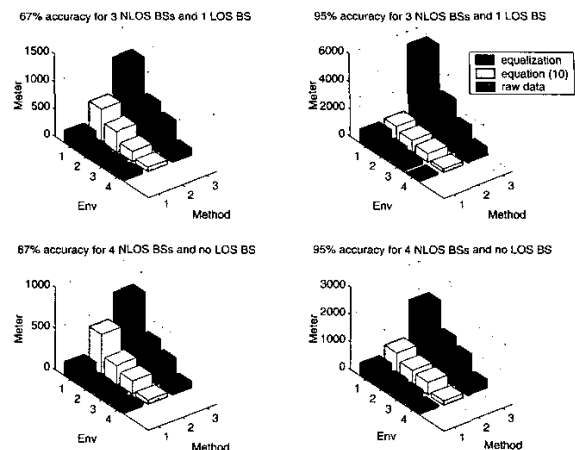 67% accuracy for 3 NLOS BSs and 1 LOS BS
1500
1000
500
0
Meter
1
2
3
4
Env
1
2
3
Method
95% accuracy for 3 NLOS BSs and 1 LOS BS
6000
4000
2000
0
Meter
1
2
3
4
Env
1
2
3
Method
equalization
equation (10)
raw data
67% accuracy for 4 NLOS BSs and no LOS BS
1000
500
0
Meter
1
2
3
4
Env
1
2
3
Method
95% accuracy for 4 NLOS BSs and no LOS BS
3000
2000
1000
0
Meter
1
2
3
4
Env
1
2
3
Method